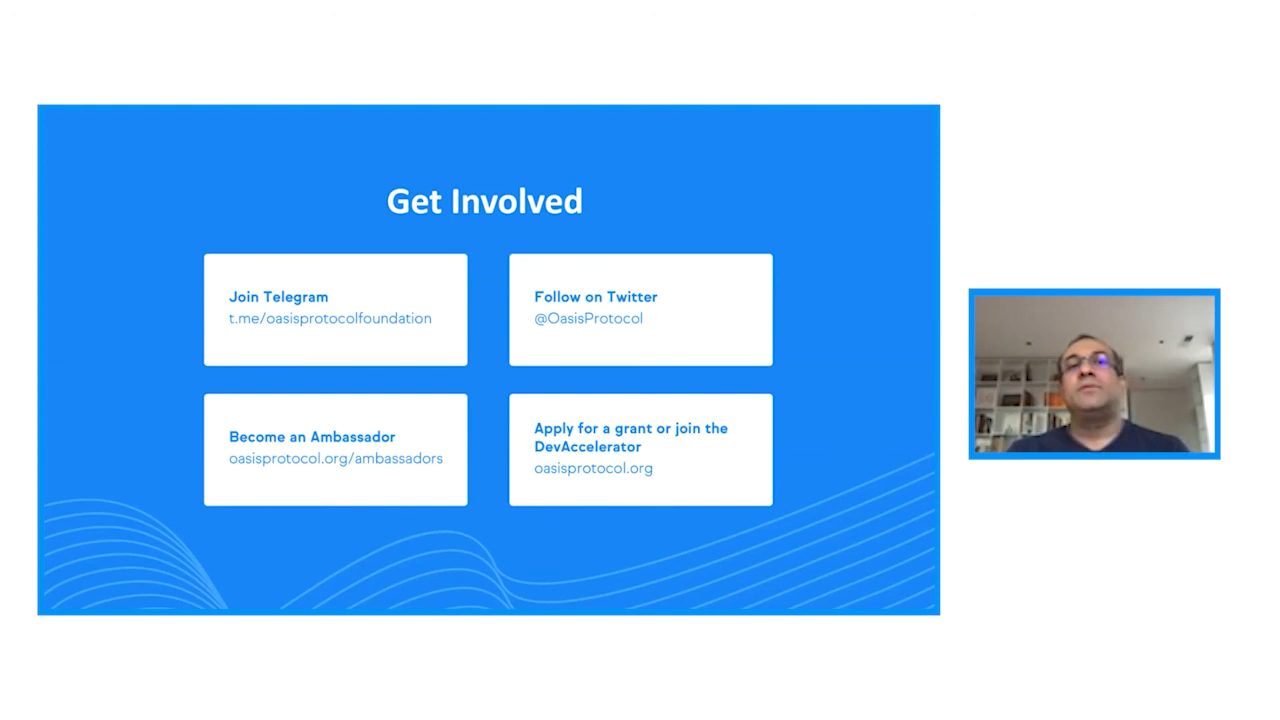 Get Involved
Join Telegram
t.me/oasisprotocolfoundation
Follow on Twitter
@OasisProtocol
Become an Ambassador
oasisprotocol.org/ambassadors
Apply for a grant or join the
DevAccelerator
oasisprotocol.org